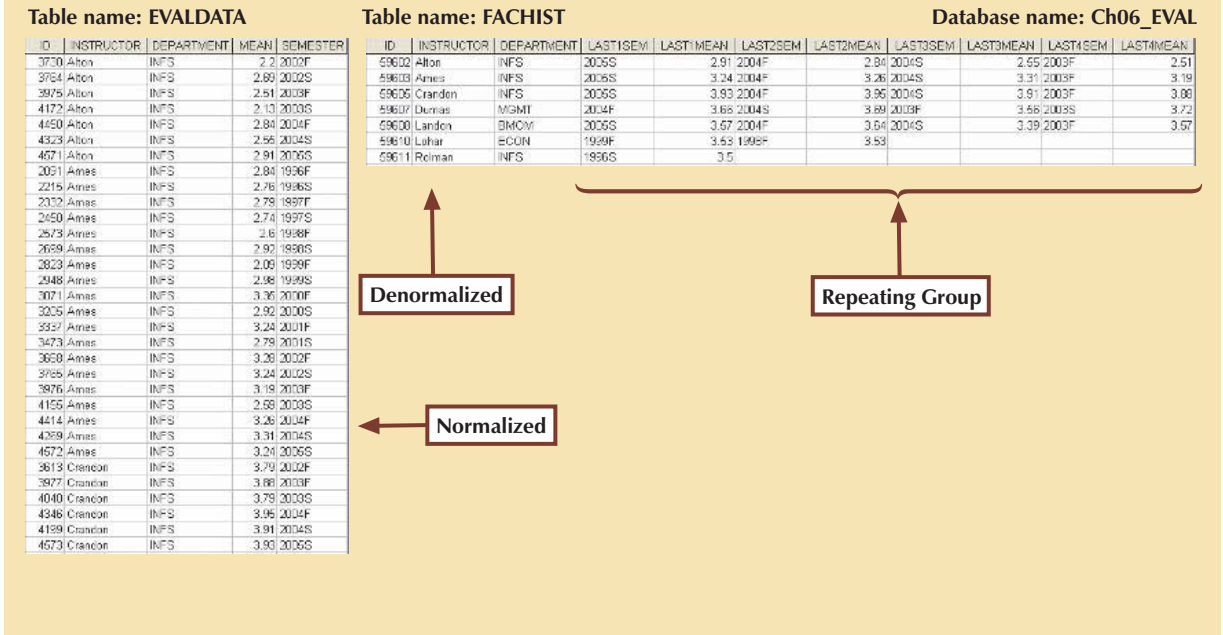 Table name: EVALDATA
Table name: FACHIST
Database name: Ch06_EVAL
ID INSTRUCTOR DEPARTMENT MEAN SEMESTER
3730 Alton INFS 2.2 2002F
3764 Alton INFS 2.69 2002S
3975 Alton INFS 2.51 2003F
4172 Alton INFS 2.13 2003S
4450 Alton INFS 2.84 2004F
4323 Alton INFS 2.55 2004S
4571 Alton INFS 2.91 2005S
2091 Ames INFS 2.84 1996F
2215 Ames INFS 2.76 1996S
2332 Ames INFS 2.79 1997F
2450 Ames INFS 2.74 1997S
2573 Ames INFS 2.6 1998F
2699 Ames INFS 2.92 1998S
2823 Ames INFS 2.09 1999F
2948 Ames INFS 2.98 1999S
3071 Ames INFS 3.35 2000F
3205 Ames INFS 2.92 2000S
3337 Ames INFS 3.24 2001F
3473 Ames INFS 2.79 2001S
Ames INFS 3.28 2002F
3765 Ames INFS 3.24 2002S
3976 Ames INFS 3.19 2003F
Ames INFS 2003S
4414 Ames INFS 3.26 2004F
Ames INFS 3.31 2004S
4572 Ames INFS 3.24 2005S
3613 Crandon INFS 3.79 2002F
3977 Crandon INFS 3.88 2003F
4040 Crandon INFS 3.79 2003S
4346 Crandon INFS 3.95 2004F
4199 Crandon INFS 3.91 2004S
4573 Crandon INFS 3.93 2005S
ID INSTRUCTOR DEPARTMENT LAST1SEM LAST1MEAN LAST2SEM LAST2MEAN LAST3SEM LAST3MEAN LAST4SEM LAST4MEAN
59602 Alton INFS 2005S 2.91 2004F 2.84 2004S 2.55 2003F 2.51
59603 Ames INFS 2005S 3.24 2004F 3.26 2004S 3.31 2003F 3.19
59605 Crandon INFS 2005S 3.93 2004F 3.95 2004S 3.91 2003F 3.88
59607 Dumas MGMT 2004F 3.66 2004S 3.69 2003F 3.56 2003S 3.72
59608 Landon BMOM 2005S 3.57 2004F 3.64 2004S 3.39 2003F 3.57
59610 Lohar ECON 1999F 3.53 1998F 3.53
59611 Rolman INFS 1996S 3.5
Denormalized
Repeating Group
Normalized